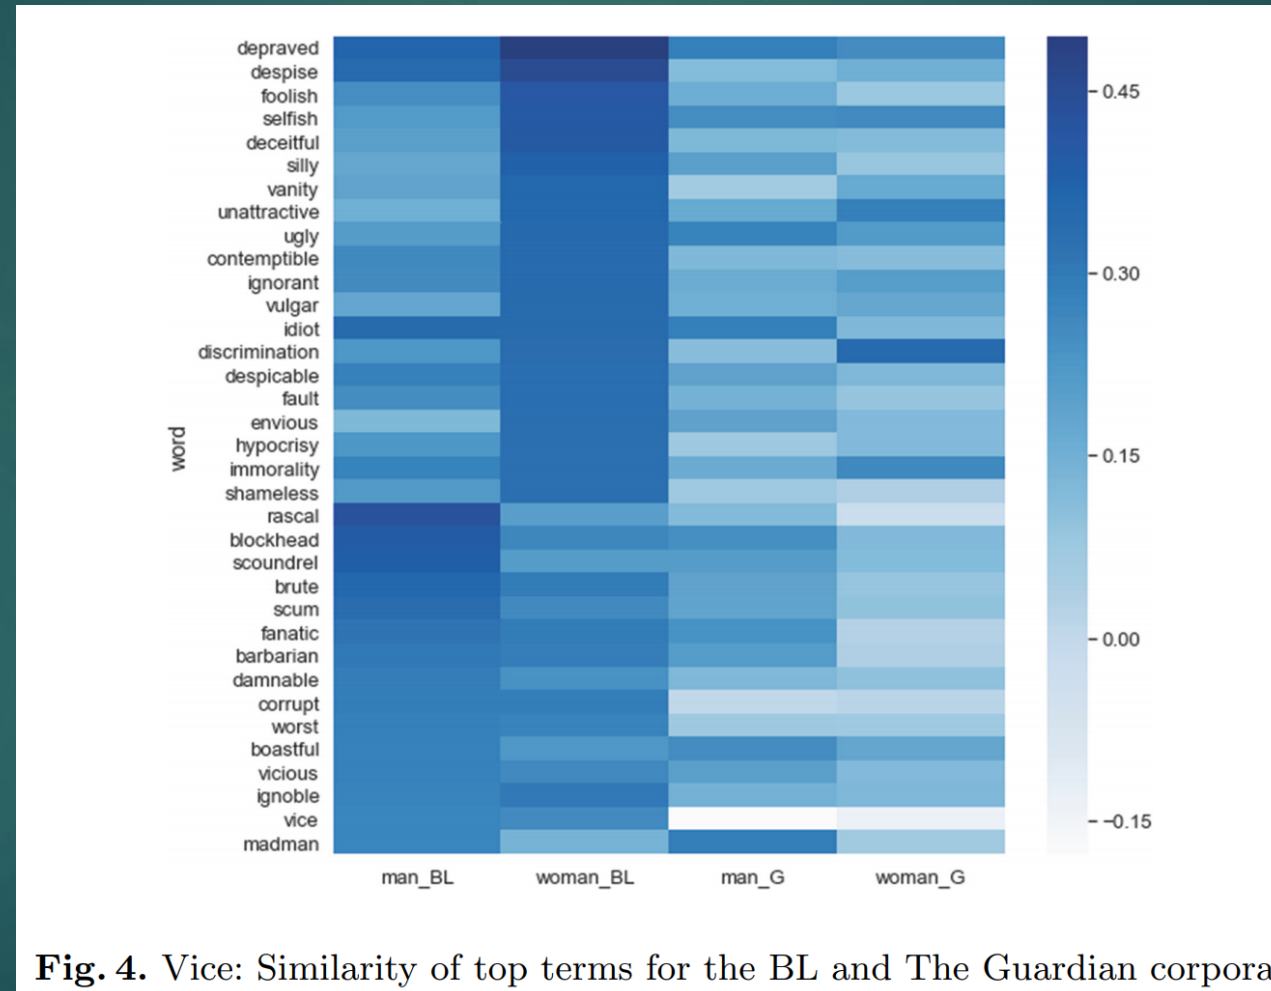 depraved
despise
foolish
selfish
deceitful
silly
vanity
unattractive
ugly
contemptible
ignorant
vulgar
idiot
discrimination
despicable
fault
envious
hypocrisy
immorality
shameless
rascal
blockhead
scoundrel
brute
scum
fanatic
barbarian
damnable
corrupt
worst
boastful
vicious
ignoble
vice
madman
word
man_BL woman_BL man_G woman_G
0.45
0.30
0.15
0.00
−0.15
Fig. 4. Vice: Similarity of top terms for the BL and The Guardian corpora